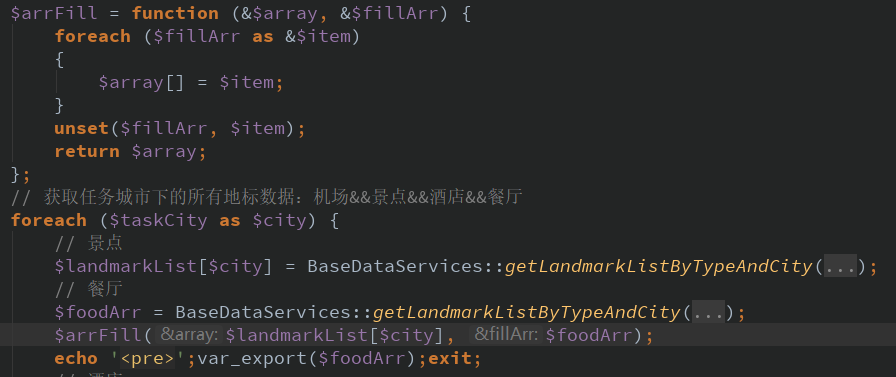 $arrFill = function (&$array, &$fillArr) {
foreach ($fillArr as &$item)
{
$array[] = $item;
}
unset($fillArr, $item);
return $array;
};
// 获取任务城市下的所有地标数据: 机场&&景点&&酒店&&餐厅
foreach ($taskCity as $city) {
// 景点
$landmarkList[$city] = BaseDataServices::getLandmarkListByTypeAndCity(...);
// 餐厅
$foodArr = BaseDataServices::getLandmarkListByTypeAndCity(...);
$arrFill( &array: $landmarkList[$city], &fillArr: $foodArr);
echo '<pre>';var_export($foodArr);exit;